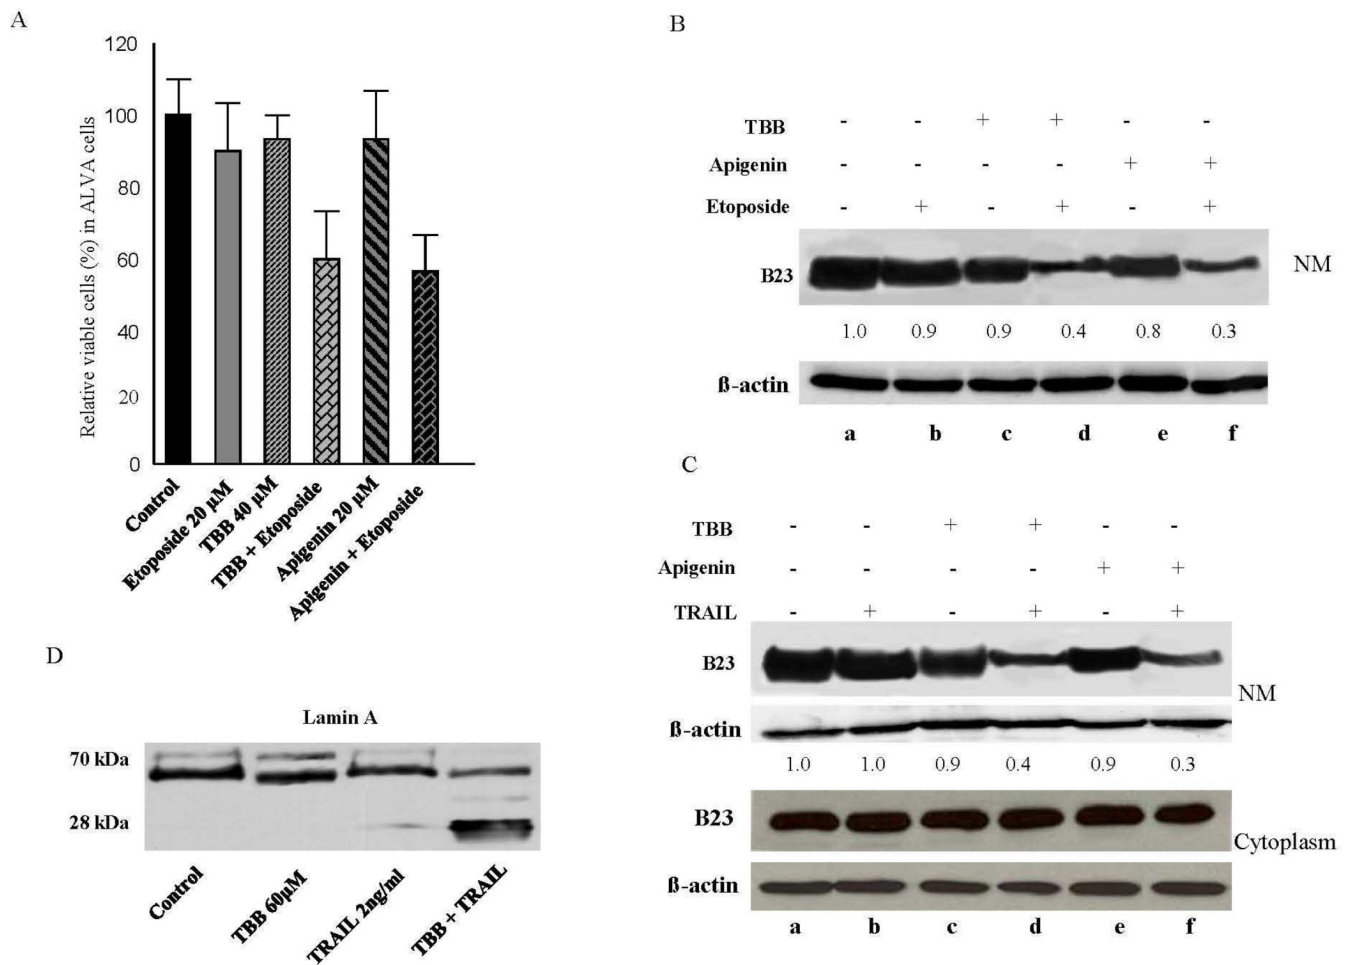 A
Relative viable cells (%) in ALVA cells
120
100
80
60
40
20
0
Control
Etoposide 20 µM
TBB 40 µM
TBB + Etoposide
Apigenin 20 µM
Apigenin + Etoposide
B
TBB - - + + - -
Apigenin - - - - + +
Etoposide - + - + - +
B23
NM
1.0 0.9 0.9 0.4 0.8 0.3
ß-actin
a b c d e f
C
TBB - - + + - -
Apigenin - - - - + +
TRAIL - + - + - +
B23
NM
ß-actin
1.0 1.0 0.9 0.4 0.9 0.3
B23
Cytoplasm
ß-actin
a b c d e f
D
Lamin A
70 kDa
28 kDa
Control
TBB 60µM
TRAIL 2ng/ml
TBB + TRAIL